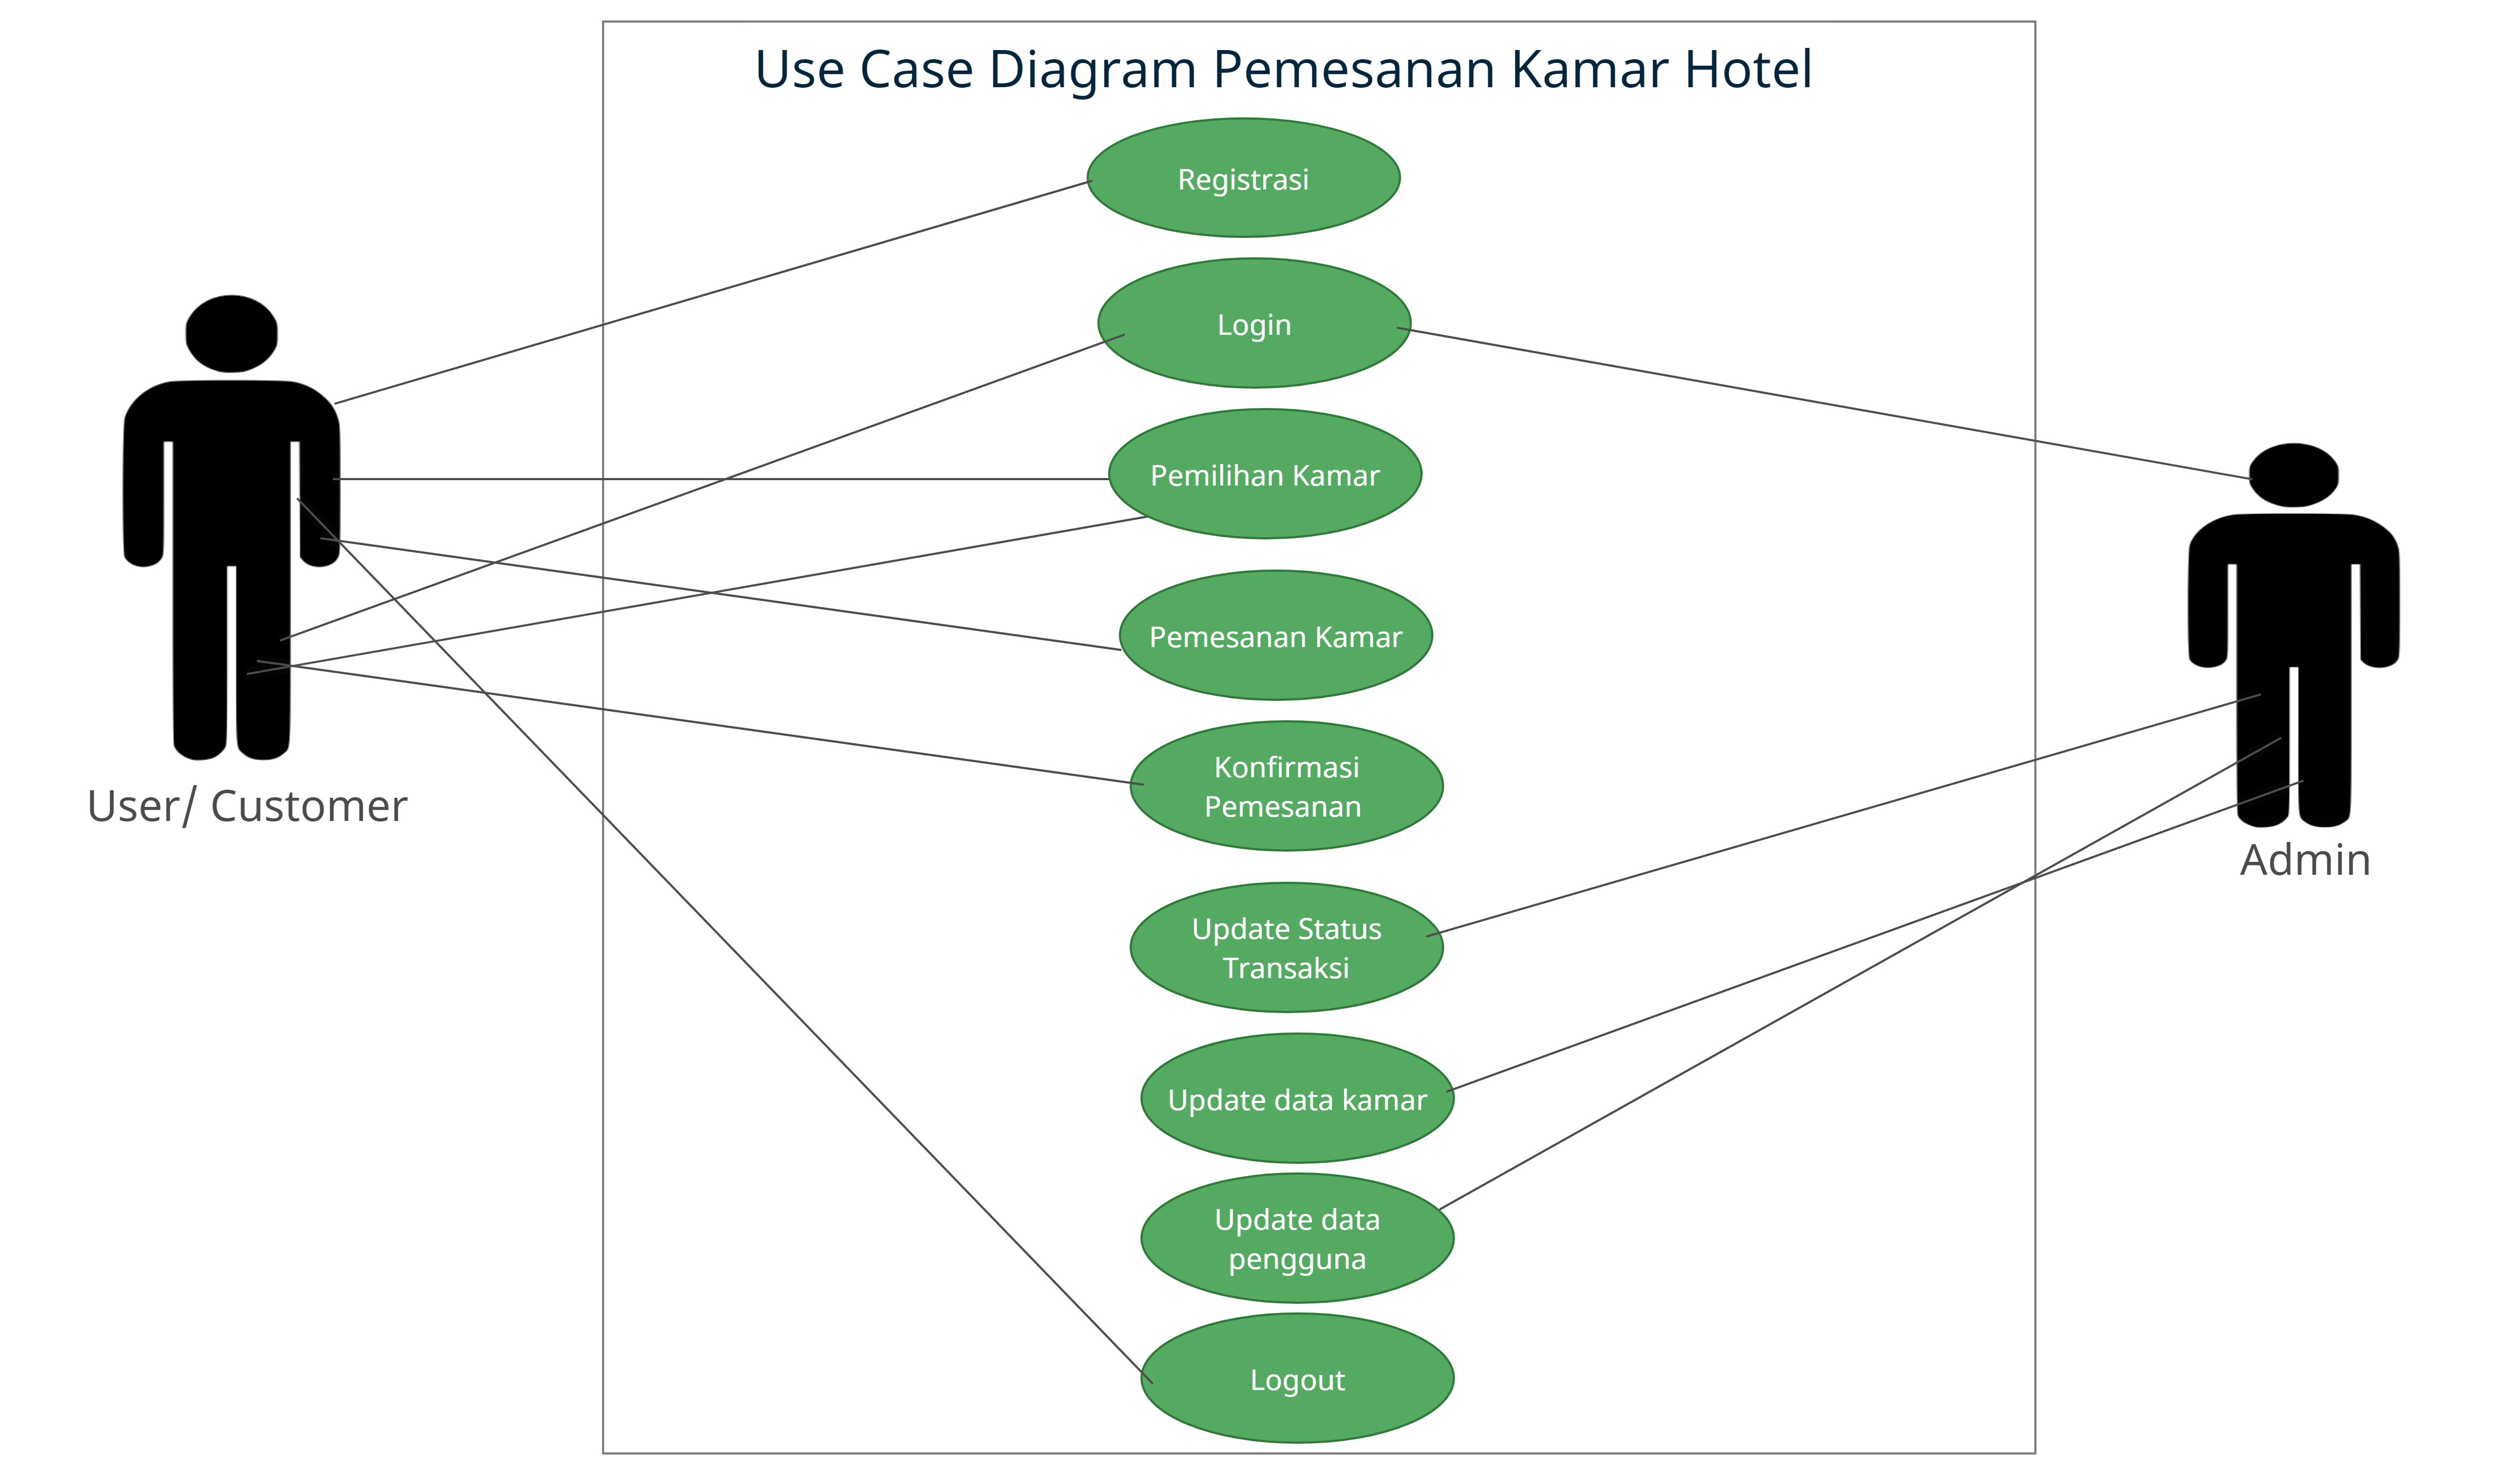 Use Case Diagram Pemesanan Kamar Hotel
Registrasi
Login
Pemilihan Kamar
Pemesanan Kamar
Konfirmasi
Pemesanan
User/ Customer
Admin
Update Status
Transaksi
Update data kamar
Update data
pengguna
Logout